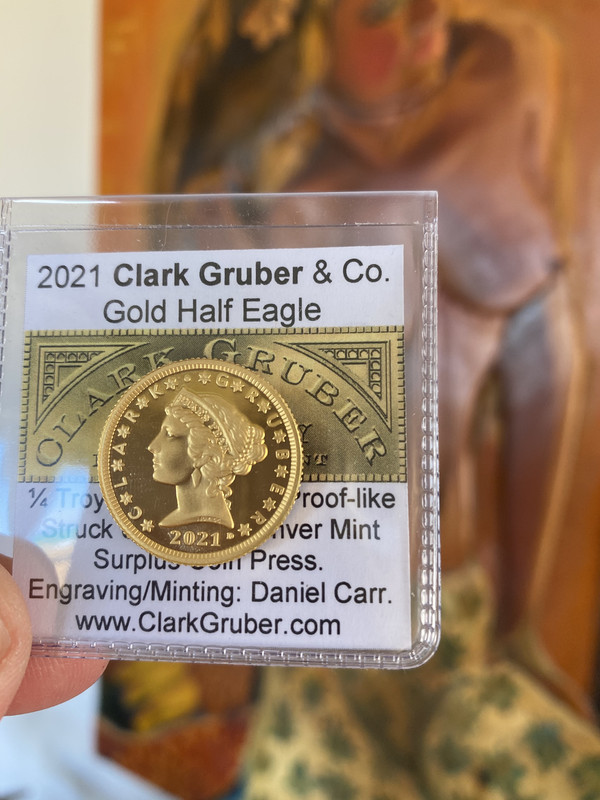 2021 Clark Gruber & Co.
Gold Half Eagle
CLARK GRUBER
CLARK GRUBER
2021
¼ Troy Proof-like
Struck Mint
Surplus Coin Press.
Engraving/Minting: Daniel Carr.
www.ClarkGruber.com